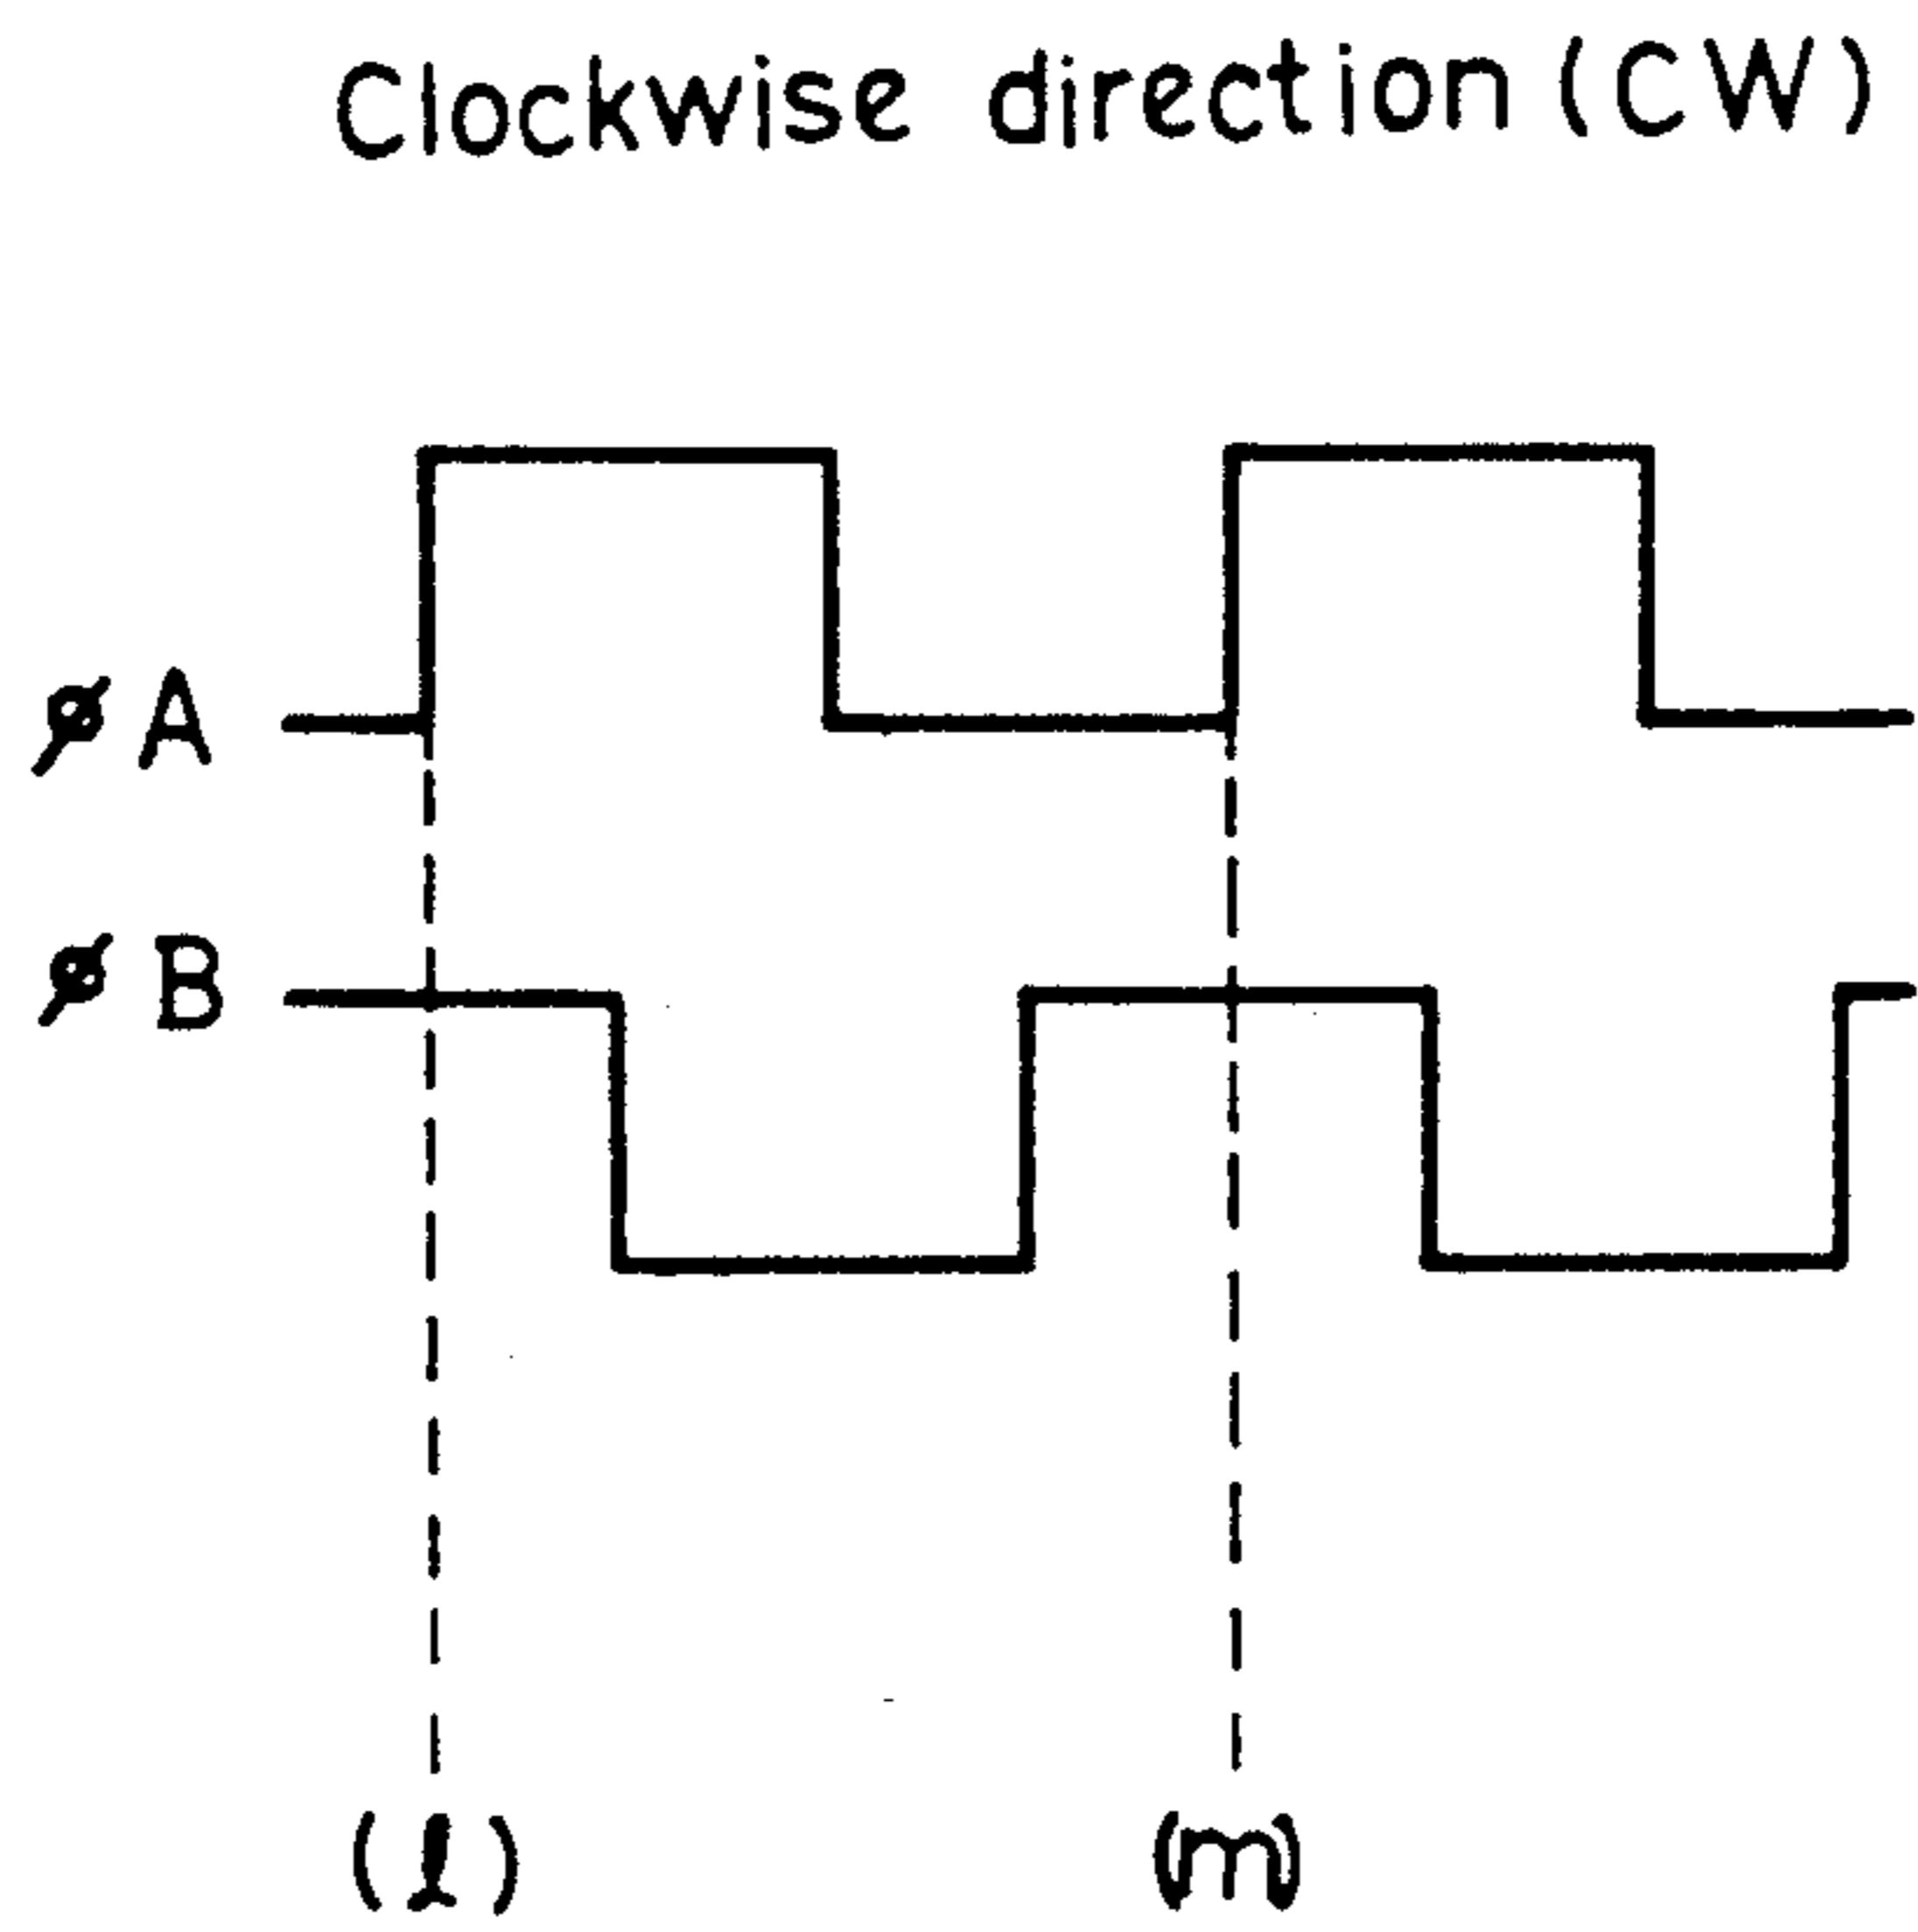 Clockwise direction (CW)
ø A
ø B
(l) (m)